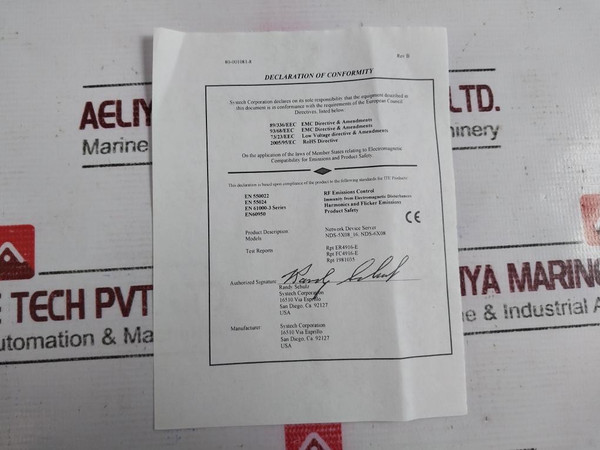 80-001083-8 Rev B
DECLARATION OF CONFORMITY
Systech Corporation declares on its sole responsibility that the equipment described in
this document is in conformance with the requirements of the European Council
Directives, listed below:
89/336/EEC EMC Directive & Amendments
93/68/EEC EMC Directive & Amendments
73/23/EEC Low Voltage directive & Amendments
2005/95/EC RoHS Directive
On the application of the laws of Member States relating to Electromagnetic
Compatibility for Emissions and Product Safety.
This declaration is based upon compliance of the product to the following standards for ITE Products:
EN 550022 RF Emissions Control
EN 55024 Immunity from Electromagnetic Disturbances
EN 61000-3 Series Harmonics and Flicker Emissions
EN60950 Product Safety
CE
Product Description Network Device Server
Models NDS-5X08_16, NDS-6X08
Test Reports Rpt ER4916-E
Rpt FC4916-E
Rpt 1981035
Authorized Signature
Randy Schulz
Systech Corporation
16510 Via Esprillo
San Diego, Ca 92127
USA
Manufacturer: Systech Corporation
16510 Via Esprillo
San Diego, Ca 92127
USA
AELIYA
LTD.
Marine
hinery
E TECH PVT
IYA MARINE
Automation & Ma
e & Industrial A